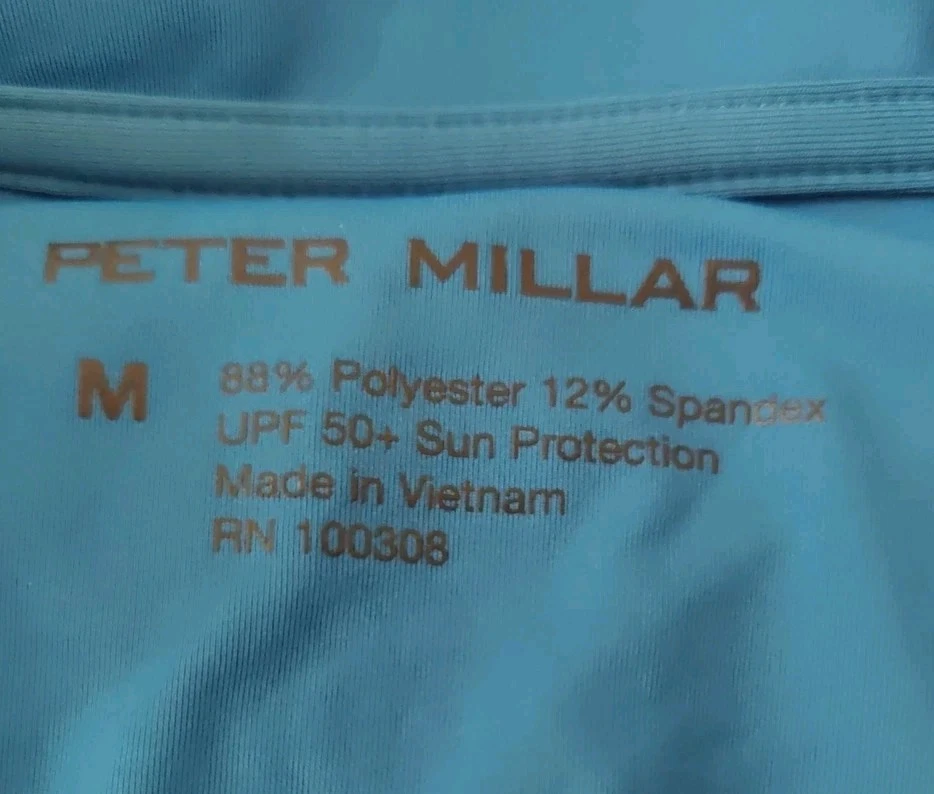 PETER MILLAR
M
88% Polyester 12% Spandex
UPF 50+ Sun Protection
Made in Vietnam
RN 100308